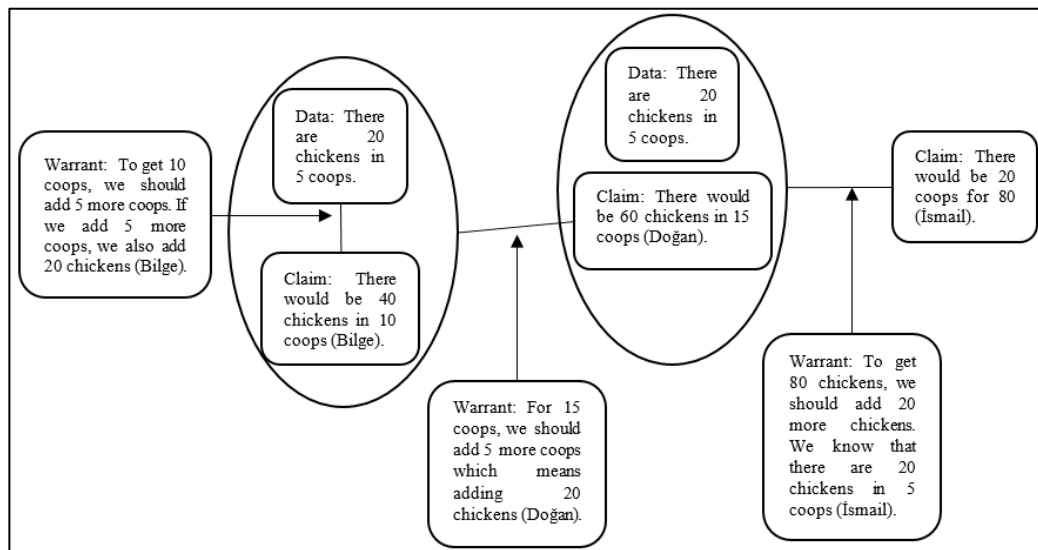 Warrant: To get 10
coops, we should
add 5 more coops. If
we add 5 more
coops, we also add
20 chickens (Bilge).
Data: There
are 20
chickens in
5 coops.
Claim: There
would be 40
chickens in 10
coops (Bilge).
Warrant: For 15
coops, we should
add 5 more coops
which means
adding 20
chickens (Doğan).
Data: There
are 20
chickens in
5 coops.
Claim: There would
be 60 chickens in 15
coops (Doğan).
Warrant: To get
80 chickens, we
should add 20
more chickens.
We know that
there are 20
chickens in 5
coops (İsmail).
Claim: There
would be 20
coops for 80
(İsmail).